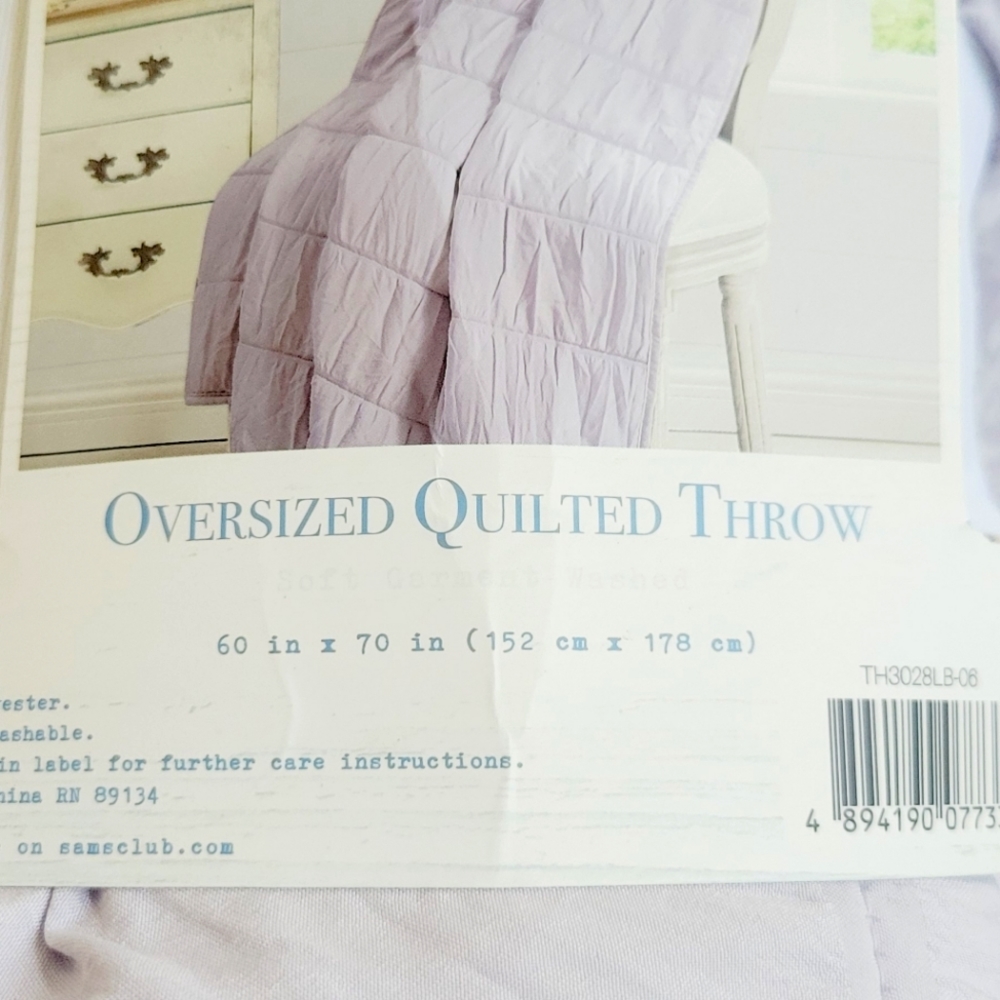 OVERSIZED QUILTED THROW
Soft Garment Washed
60 in x 70 in (152 cm x 178 cm)
TH3028LB-06
ester.
ashable.
in label for further care instructions.
hina RN 89134
on samsclub.com
4 894190 0773